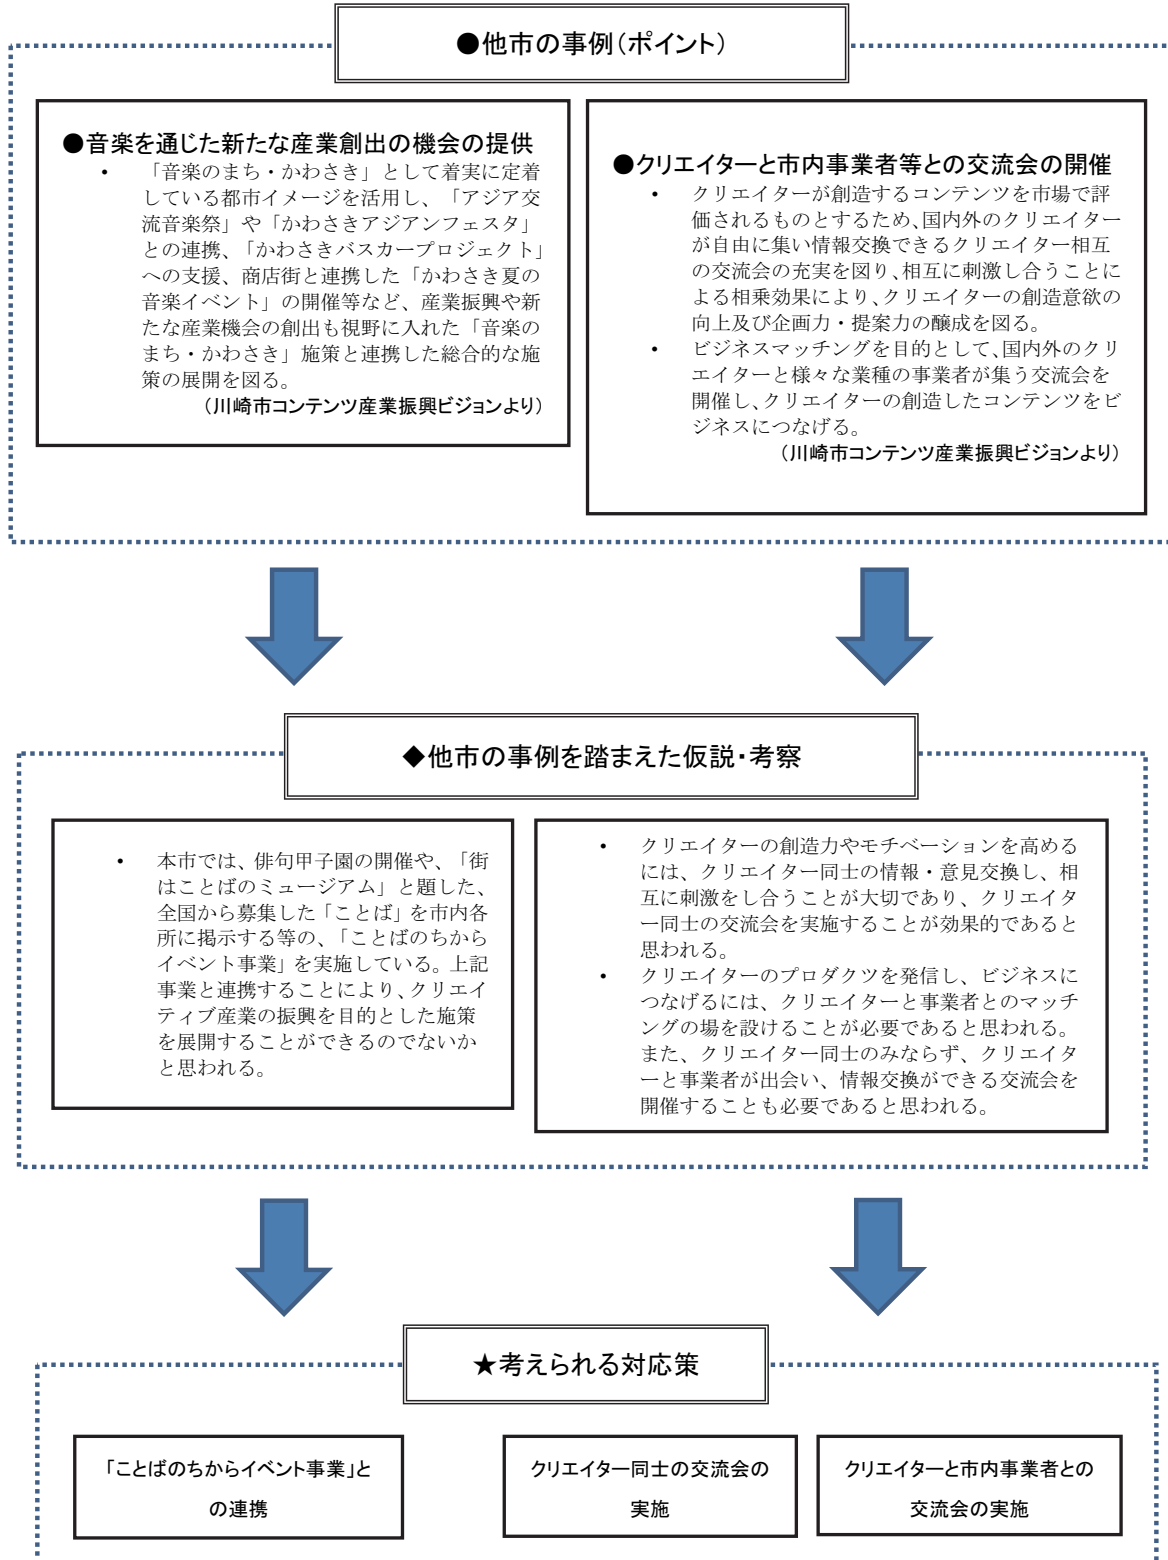 ●他市の事例(ポイント)
●音楽を通じた新たな産業創出の機会の提供
• 「音楽のまち・かわさき」として着実に定着
している都市イメージを活用し、「アジア交
流音楽祭」や「かわさきアジアンフェスタ」
との連携、「かわさきバスカープロジェクト」
への支援、商店街と連携した「かわさき夏の
音楽イベント」の開催等など、産業振興や新
たな産業機会の創出も視野に入れた「音楽の
まち・かわさき」施策と連携した総合的な施
策の展開を図る。
(川崎市コンテンツ産業振興ビジョンより)
●クリエイターと市内事業者等との交流会の開催
• クリエイターが創造するコンテンツを市場で評
価されるものとするため、国内外のクリエイター
が自由に集い情報交換できるクリエイター相互
の交流会の充実を図り、相互に刺激し合うことに
よる相乗効果により、クリエイターの創造意欲の
向上及び企画力・提案力の醸成を図る。
• ビジネスマッチングを目的として、国内外のクリ
エイターと様々な業種の事業者が集う交流会を
開催し、クリエイターの創造したコンテンツをビ
ジネスにつなげる。
(川崎市コンテンツ産業振興ビジョンより)
◆他市の事例を踏まえた仮説・考察
• 本市では、俳句甲子園の開催や、「街
はことばのミュージアム」と題した、
全国から募集した「ことば」を市内各
所に掲示する等の、「ことばのちから
イベント事業」を実施している。上記
事業と連携することにより、クリエイ
ティブ産業の振興を目的とした施策
を展開することができるのでないか
と思われる。
• クリエイターの創造力やモチベーションを高める
には、クリエイター同士の情報・意見交換し、相
互に刺激をし合うことが大切であり、クリエイタ
ー同士の交流会を実施することが効果的であると
思われる。
• クリエイターのプロダクツを発信し、ビジネスに
つなげるには、クリエイターと事業者とのマッチ
ングの場を設けることが必要であると思われる。
また、クリエイター同士のみならず、クリエイタ
ーと事業者が出会い、情報交換ができる交流会を
開催することも必要であると思われる。
★考えられる対応策
「ことばのちからイベント事業」と
の連携
クリエイター同士の交流会の
実施
クリエイターと市内事業者との
交流会の実施